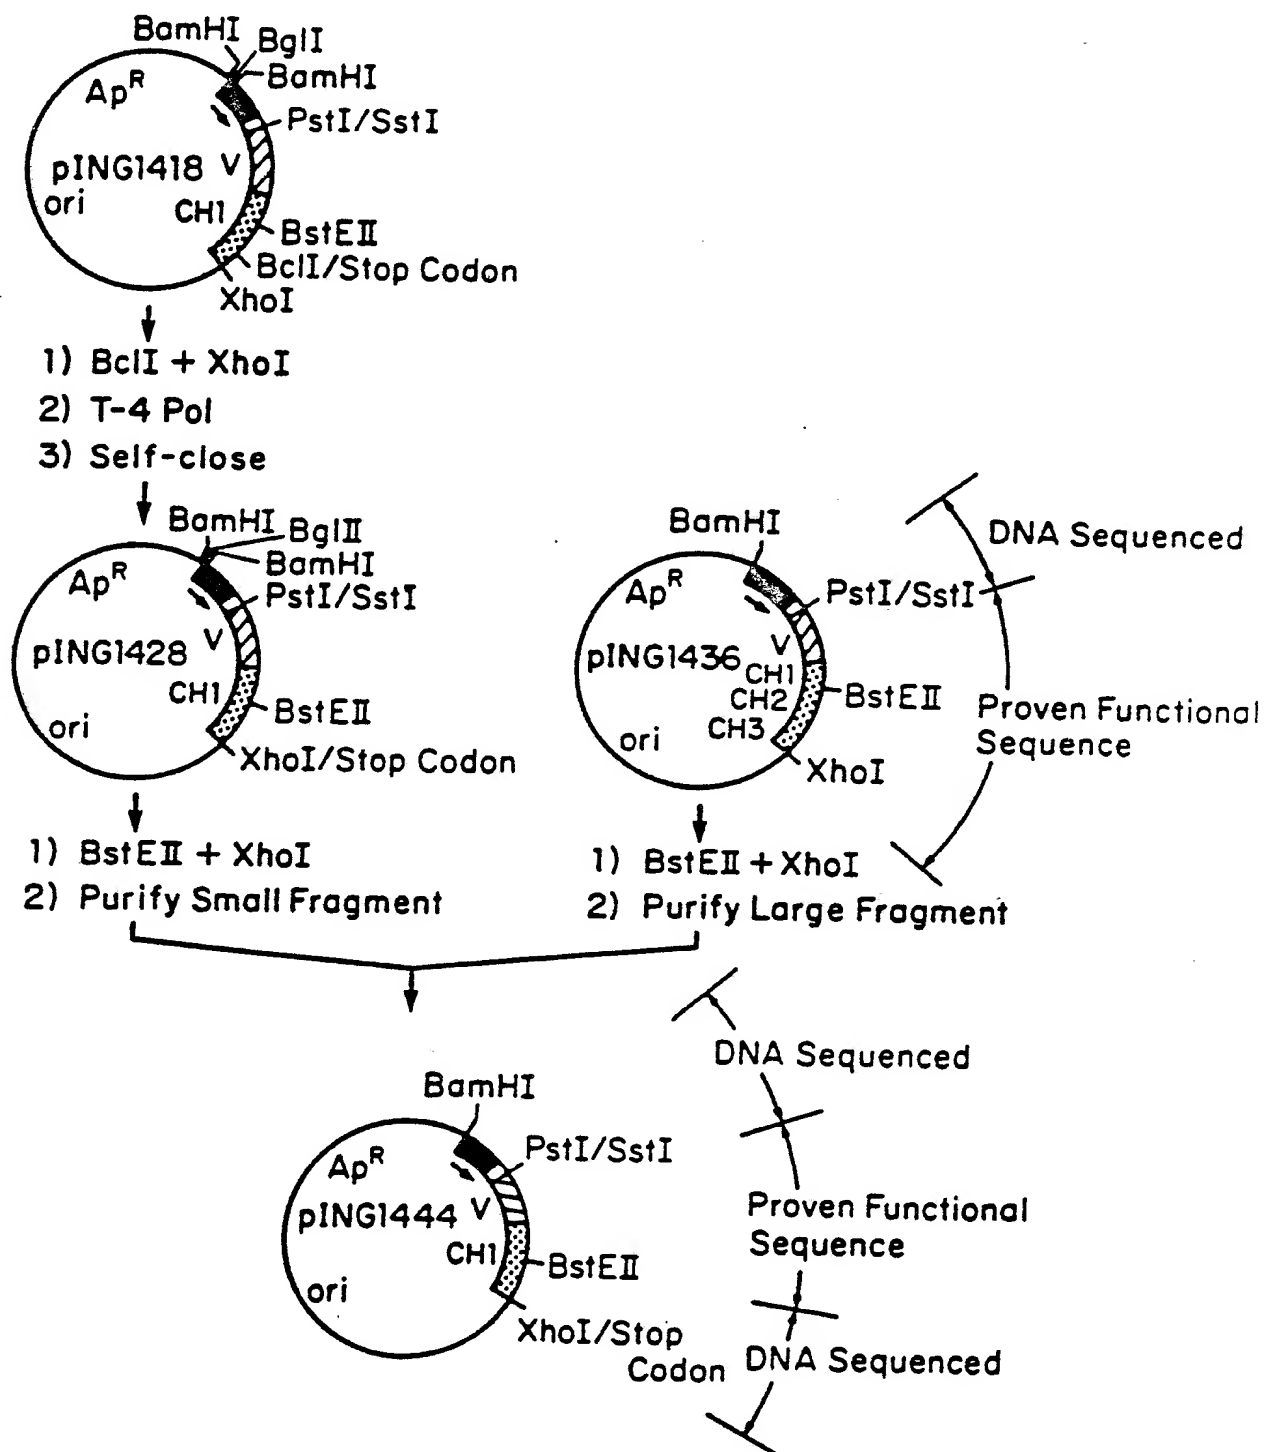 BamHI
BglI
BamHI
Ap^R
PstI/SstI
pING1418
V
ori
CH1
BstEII
BclI/Stop Codon
XhoI
1) BclI + XhoI
2) T-4 Pol
3) Self-close
BamHI
BglII
BamHI
Ap^R
PstI/SstI
V
pING1428
CH1
BstEII
ori
XhoI/Stop Codon
1) BstEII + XhoI
2) Purify Small Fragment
BamHI
DNA Sequenced
Ap^R
PstI/SstI
V
pING1436
CH1
CH2
BstEII
CH3
ori
XhoI
Proven Functional
Sequence
1) BstEII + XhoI
2) Purify Large Fragment
BamHI
DNA Sequenced
Ap^R
PstI/SstI
pING1444
V
CH1
BstEII
ori
XhoI/Stop
Codon
Proven Functional
Sequence
DNA Sequenced